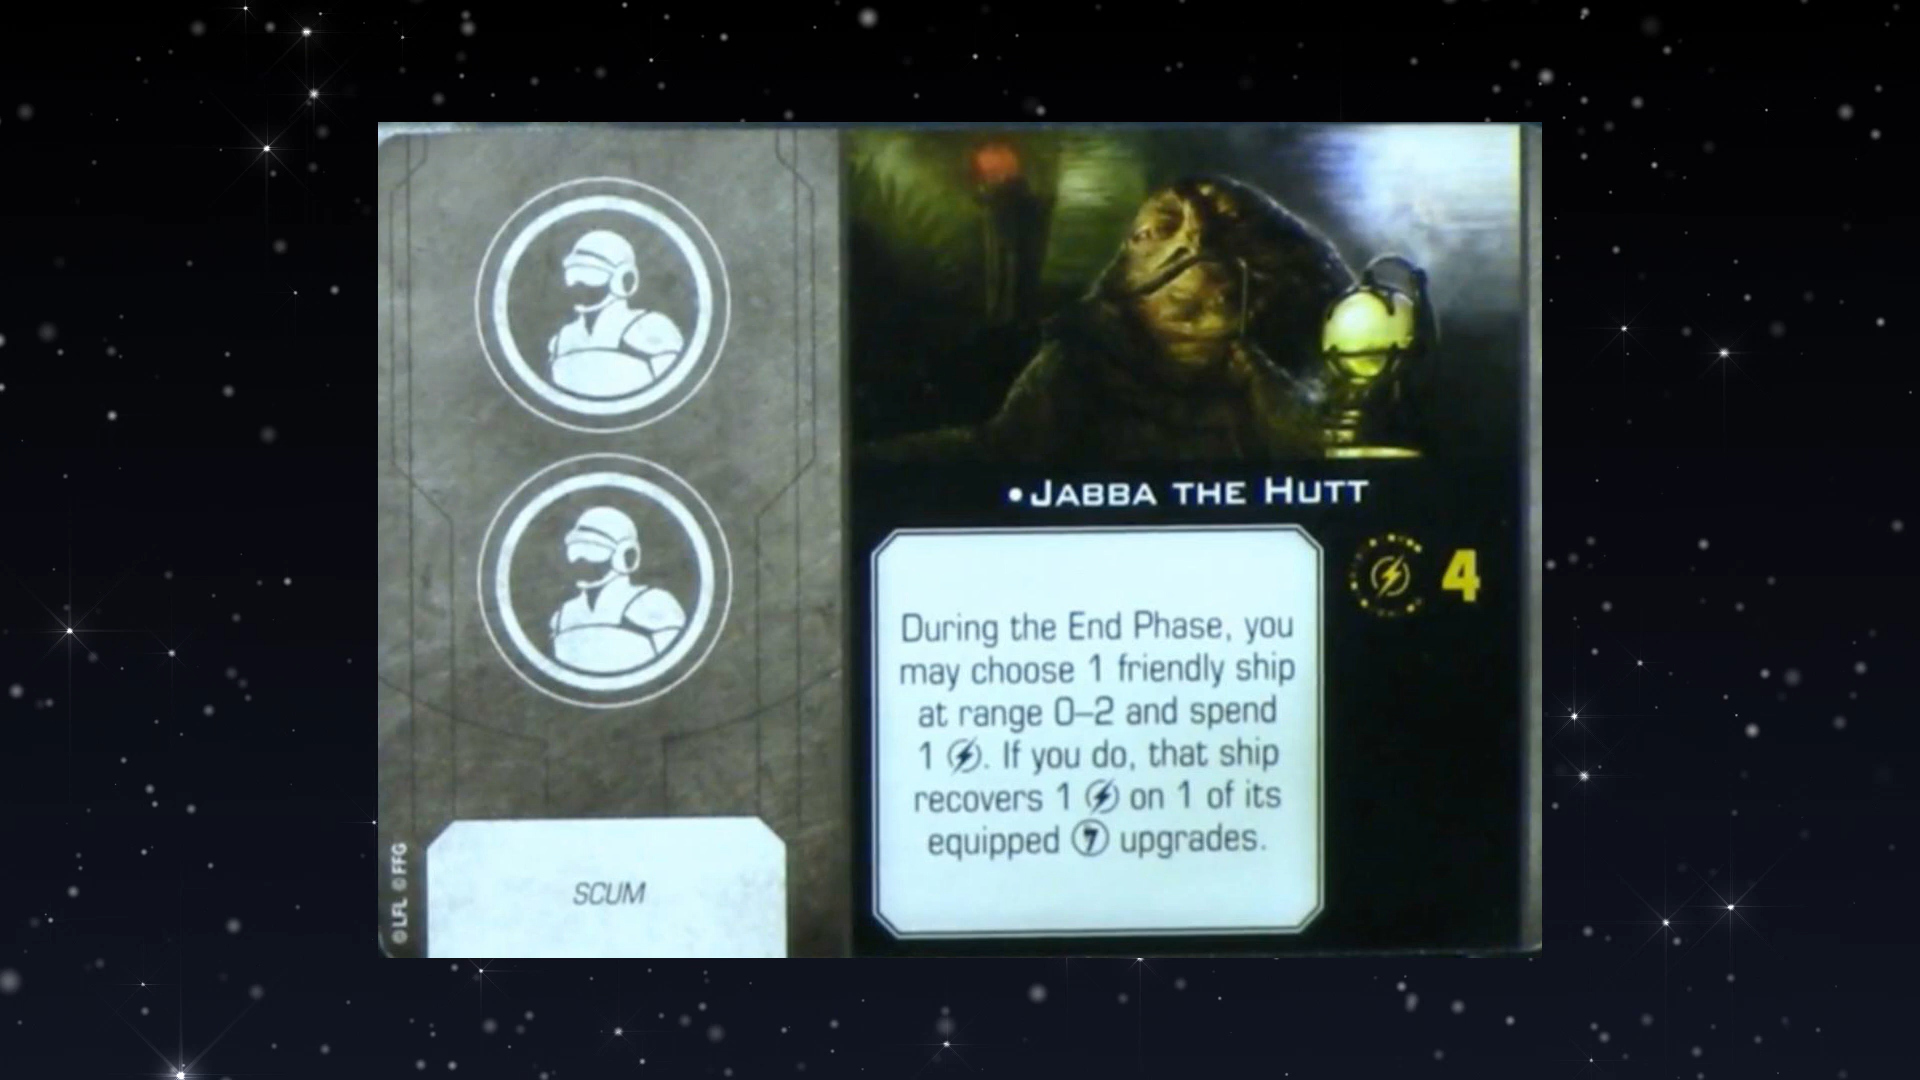 •JABBA THE HUTT
4
During the End Phase, you
may choose 1 friendly ship
at range 0–2 and spend
1 . If you do, that ship
recovers 1 on 1 of its
equipped upgrades.
SCUM
©LFL ©FFG